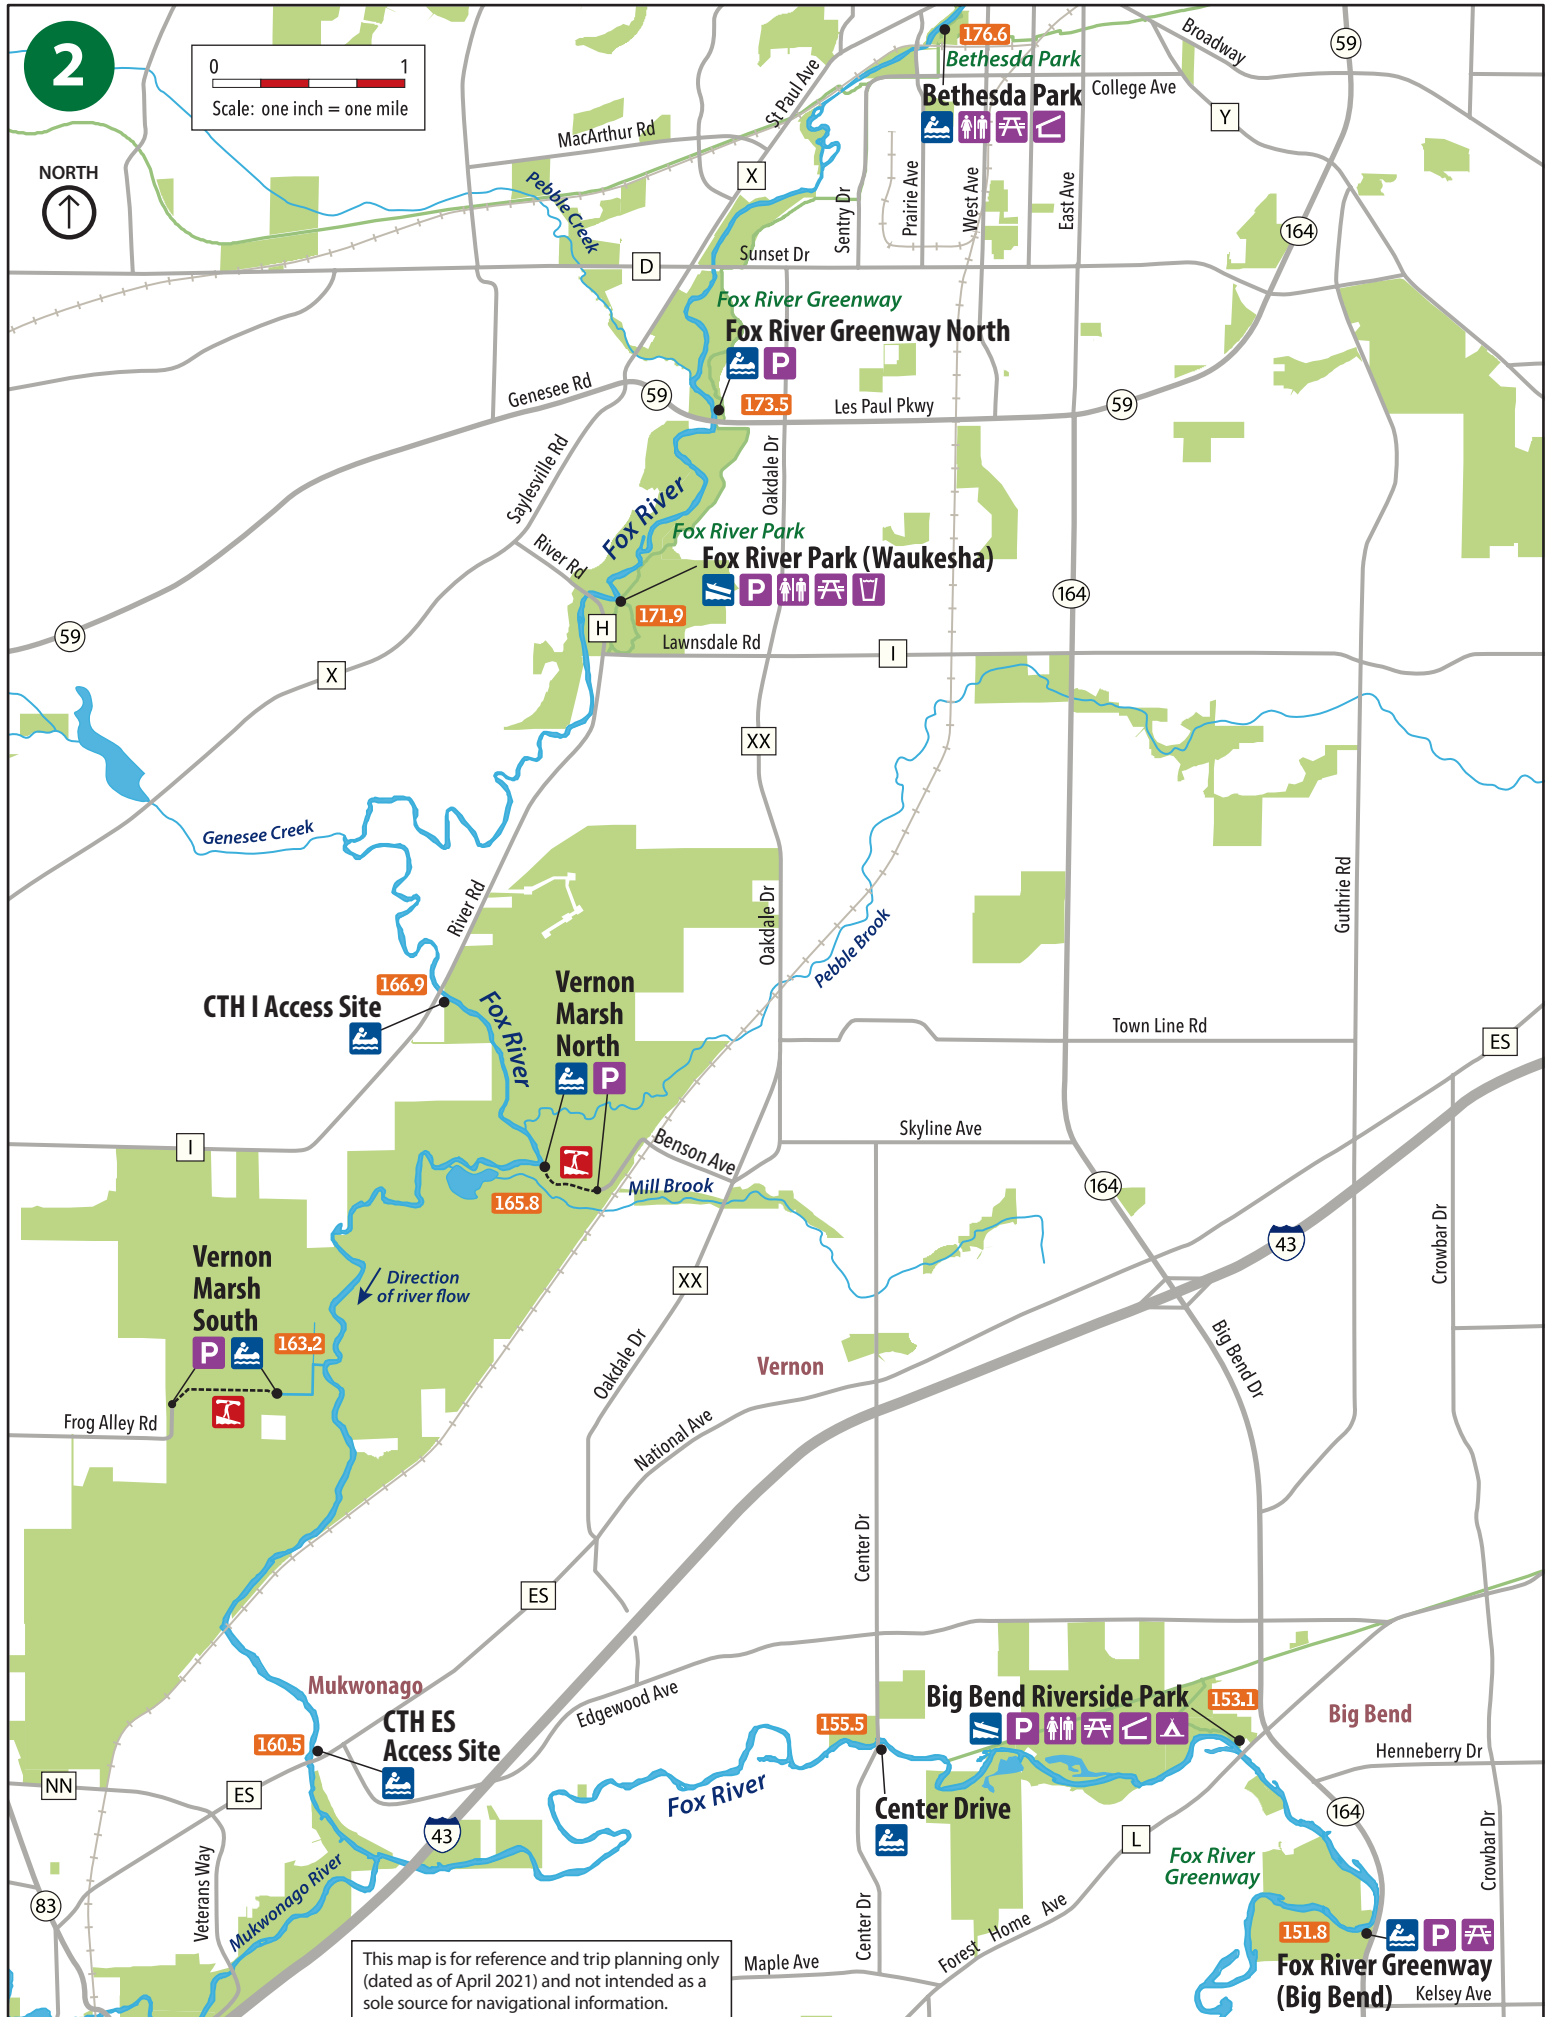 2
0 1
Scale: one inch = one mile
NORTH
176.6
Bethesda Park
Bethesda Park
Broadway
59
College Ave
Y
St Paul Ave
MacArthur Rd
X
Pebble Creek
Sentry Dr
Prairie Ave
West Ave
East Ave
164
D
Sunset Dr
Fox River Greenway
Fox River Greenway North
P
173.5
Genesee Rd
59
Les Paul Pkwy
59
Saylesville Rd
Oakdale Dr
Fox River
Fox River Park
River Rd
Fox River Park (Waukesha)
P
171.9
H
Lawnsdale Rd
I
164
59
X
XX
Genesee Creek
River Rd
Oakdale Dr
Pebble Brook
Guthrie Rd
166.9
CTH I Access Site
Fox River
Vernon
Marsh
North
P
Town Line Rd
ES
I
Benson Ave
Skyline Ave
Mill Brook
165.8
164
43
Crowbar Dr
Vernon
Marsh
South
P
163.2
Direction
of river flow
XX
Oakdale Dr
Vernon
Big Bend Dr
Frog Alley Rd
National Ave
Center Dr
ES
Mukwonago
CTH ES
Access Site
160.5
Edgewood Ave
155.5
Big Bend Riverside Park
P
153.1
Big Bend
Henneberry Dr
NN
ES
43
Fox River
Center Drive
164
L
Fox River
Greenway
Crowbar Dr
Veterans Way
83
Mukwonago River
Center Dr
Forest Home Ave
151.8
P
Fox River Greenway
(Big Bend)
Kelsey Ave
Maple Ave
This map is for reference and trip planning only
(dated as of April 2021) and not intended as a
sole source for navigational information.